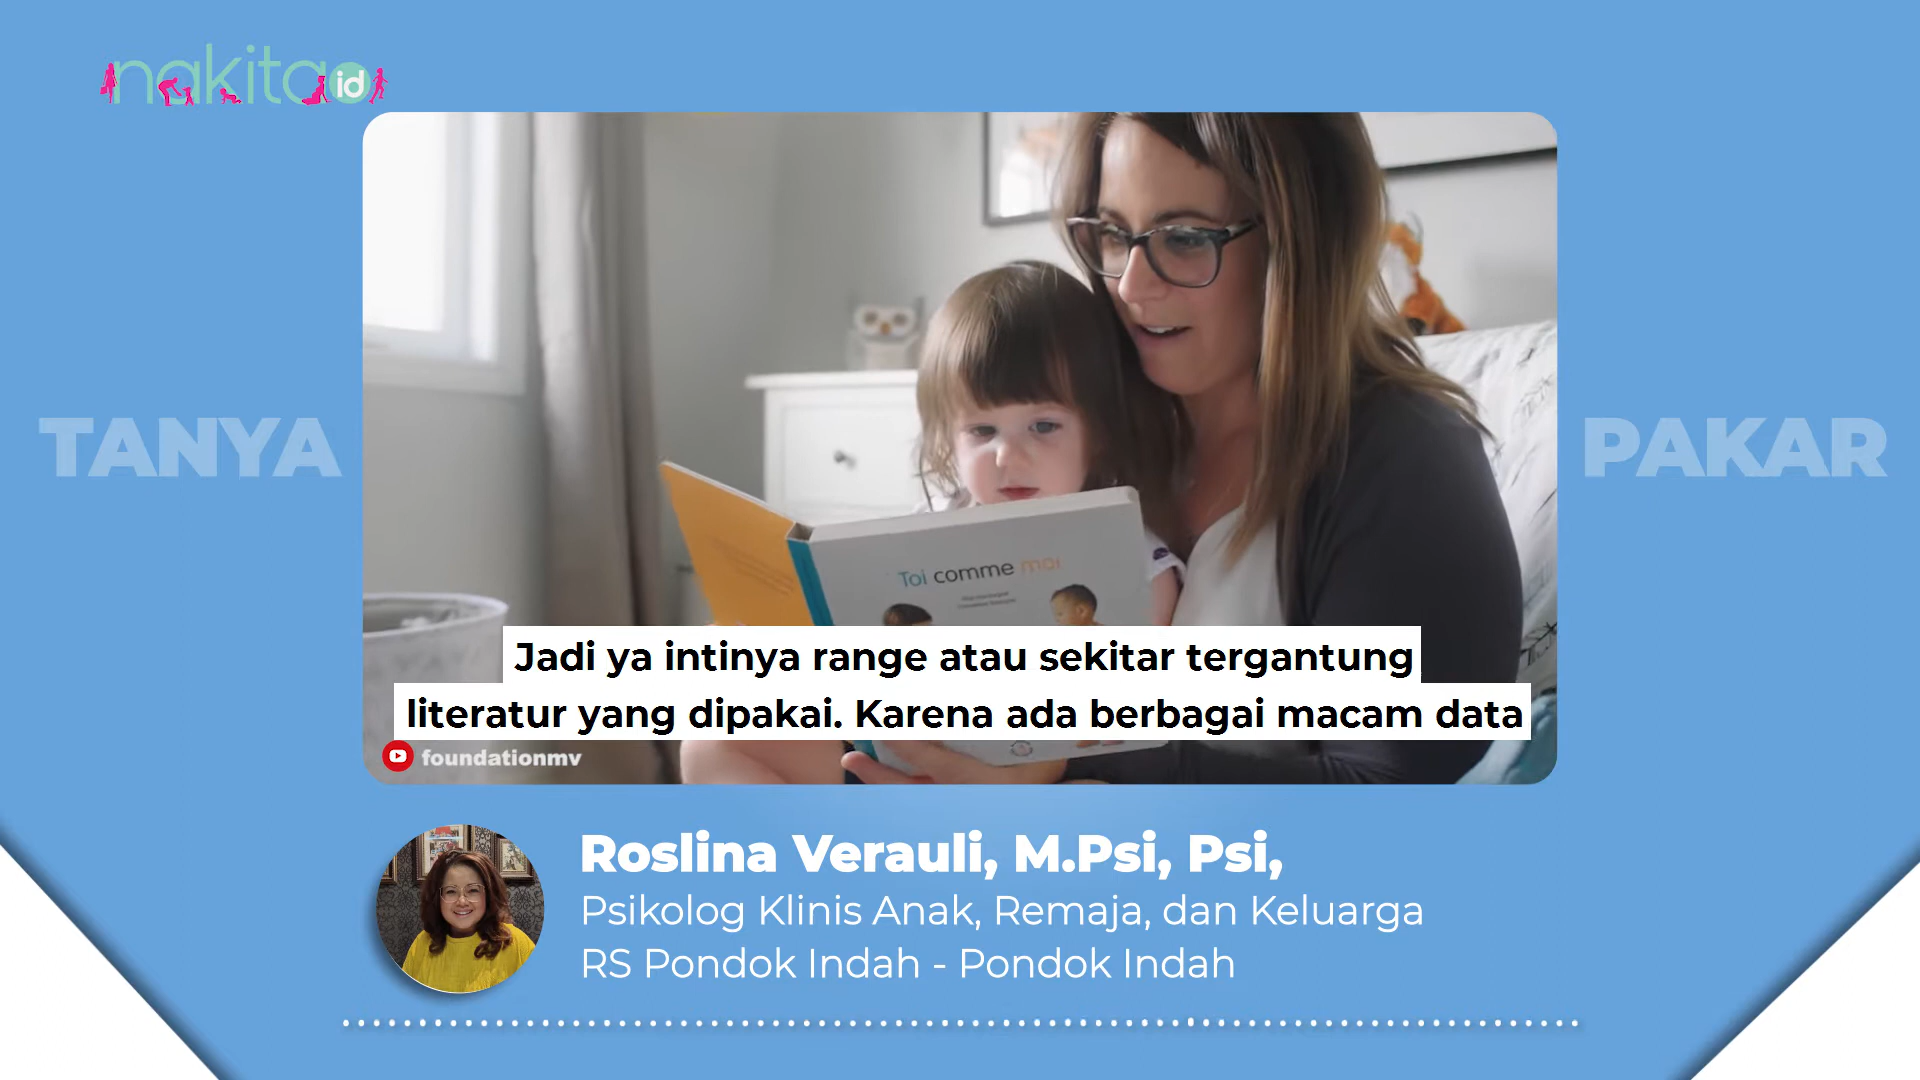 nakita id
TANYA
PAKAR
Toi comme moi
Jadi ya intinya range atau sekitar tergantung
literatur yang dipakai. Karena ada berbagai macam data
foundationmv
Roslina Verauli, M.Psi, Psi,
Psikolog Klinis Anak, Remaja, dan Keluarga
RS Pondok Indah - Pondok Indah